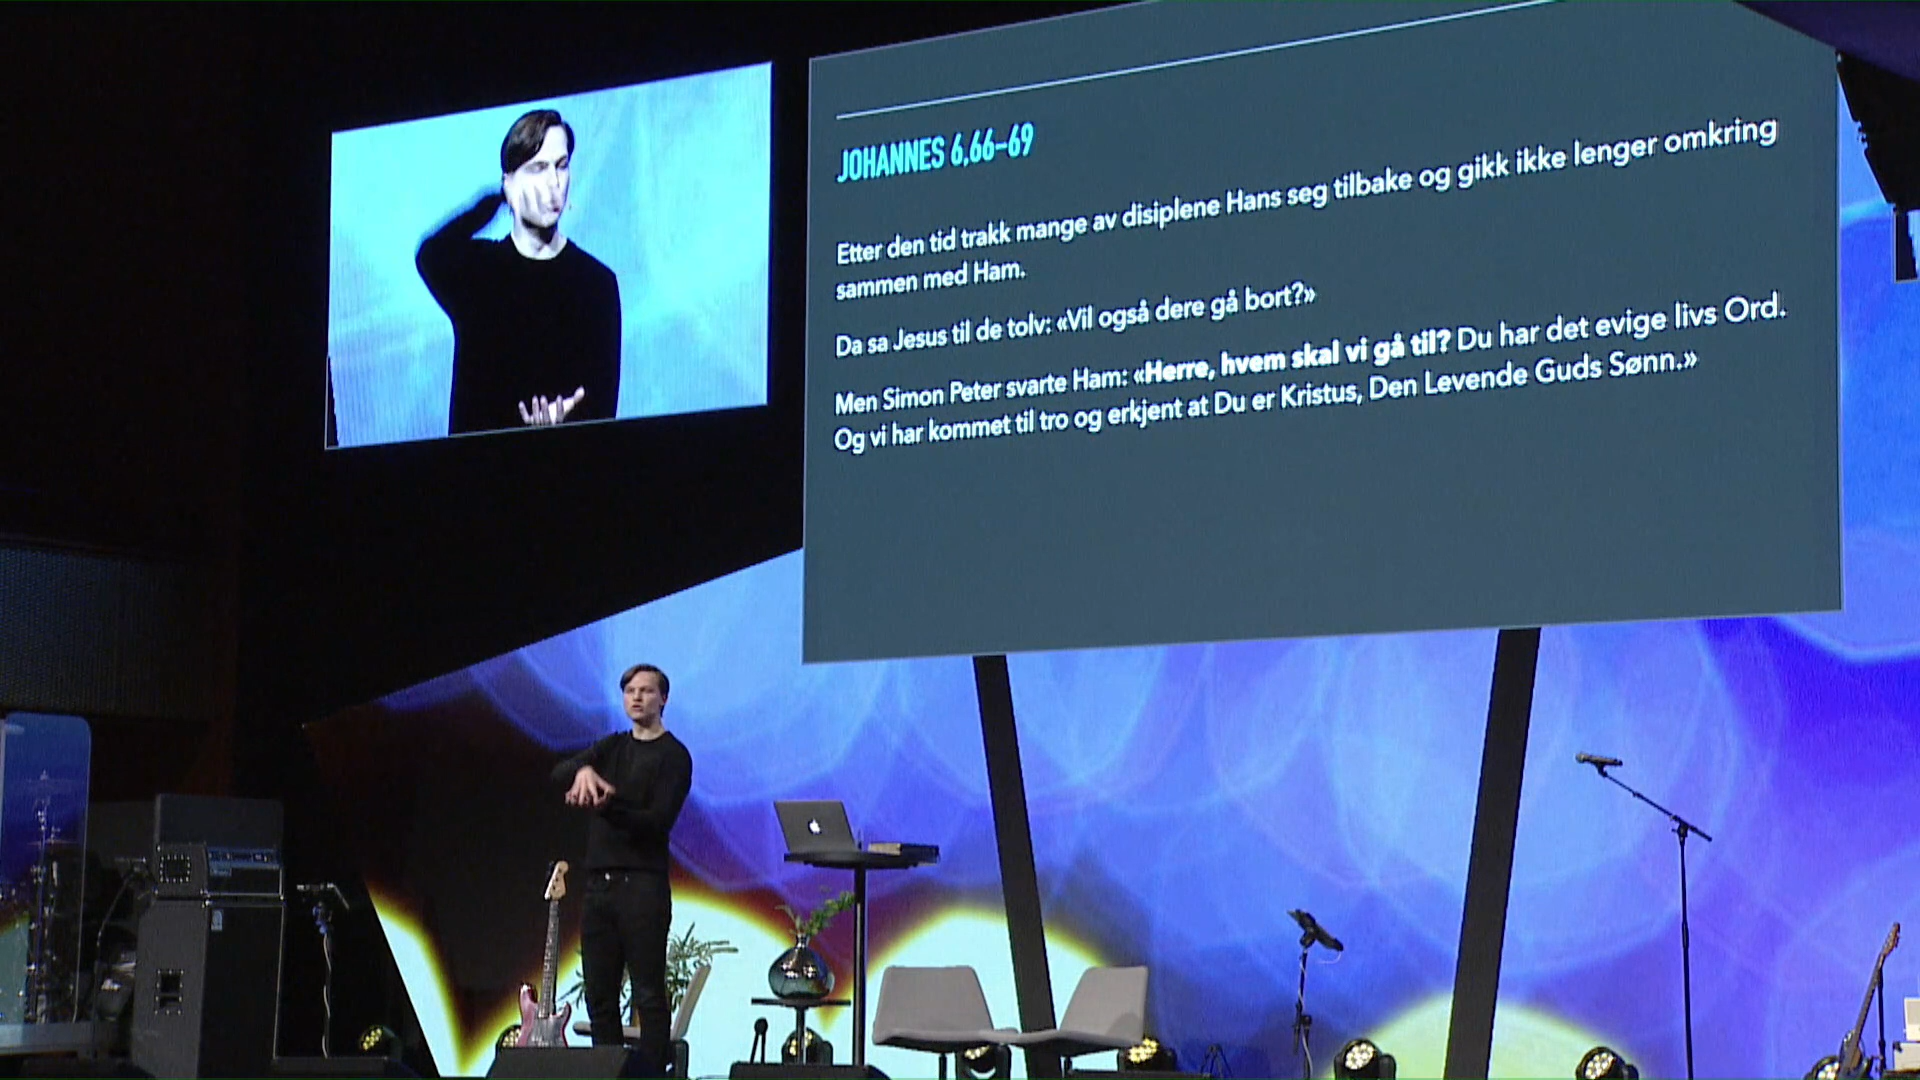 JOHANNES 6,66–69
Etter den tid trakk mange av disiplene Hans seg tilbake og gikk ikke lenger omkring
sammen med Ham.
Da sa Jesus til de tolv: «Vil også dere gå bort?»
Men Simon Peter svarte Ham: «Herre, hvem skal vi gå til? Du har det evige livs Ord.
Og vi har kommet til tro og erkjent at Du er Kristus, Den Levende Guds Sønn.»